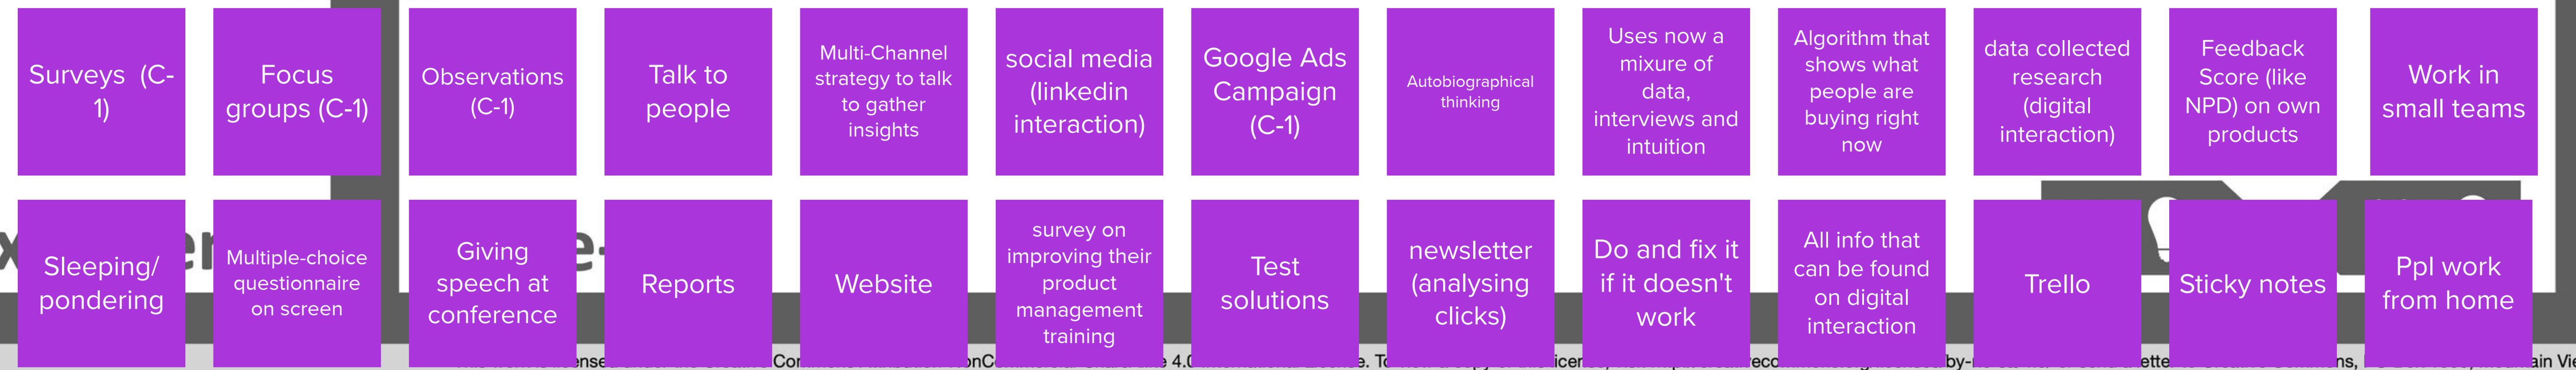 Surveys (C-
1)
Focus
groups (C-1)
Observations
(C-1)
Talk to
people
Multi-Channel
strategy to talk
to gather
insights
social media
(linkedin
interaction)
Google Ads
Campaign
(C-1)
Autobiographical
thinking
Uses now a
mixure of
data,
interviews and
intuition
Algorithm that
shows what
people are
buying right
now
data collected
research
(digital
interaction)
Feedback
Score (like
NPD) on own
products
Work in
small teams
Sleeping/
pondering
Multiple-choice
questionnaire
on screen
Giving
speech at
conference
Reports
Website
survey on
improving their
product
management
training
Test
solutions
newsletter
(analysing
clicks)
Do and fix it
if it doesn't
work
All info that
can be found
on digital
interaction
Trello
Sticky notes
Ppl work
from home